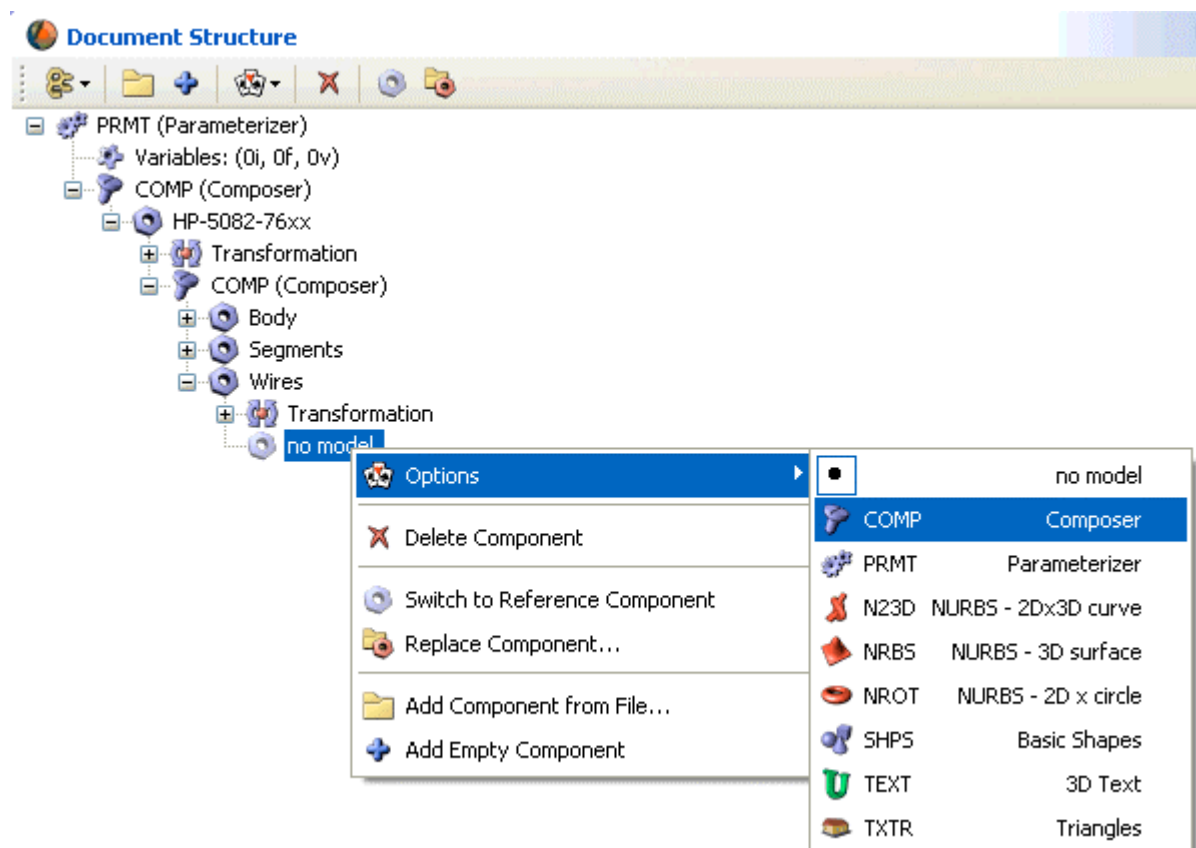 Document Structure
PRMT (Parameterizer)
Variables: (0i, 0f, 0v)
COMP (Composer)
HP-5082-76xx
Transformation
COMP (Composer)
Body
Segments
Wires
Transformation
no model
Options
Delete Component
Switch to Reference Component
Replace Component...
Add Component from File...
Add Empty Component
no model
COMP Composer
PRMT Parameterizer
N23D NURBS - 2Dx3D curve
NRBS NURBS - 3D surface
NROT NURBS - 2D x circle
SHPS Basic Shapes
TEXT 3D Text
TXTR Triangles